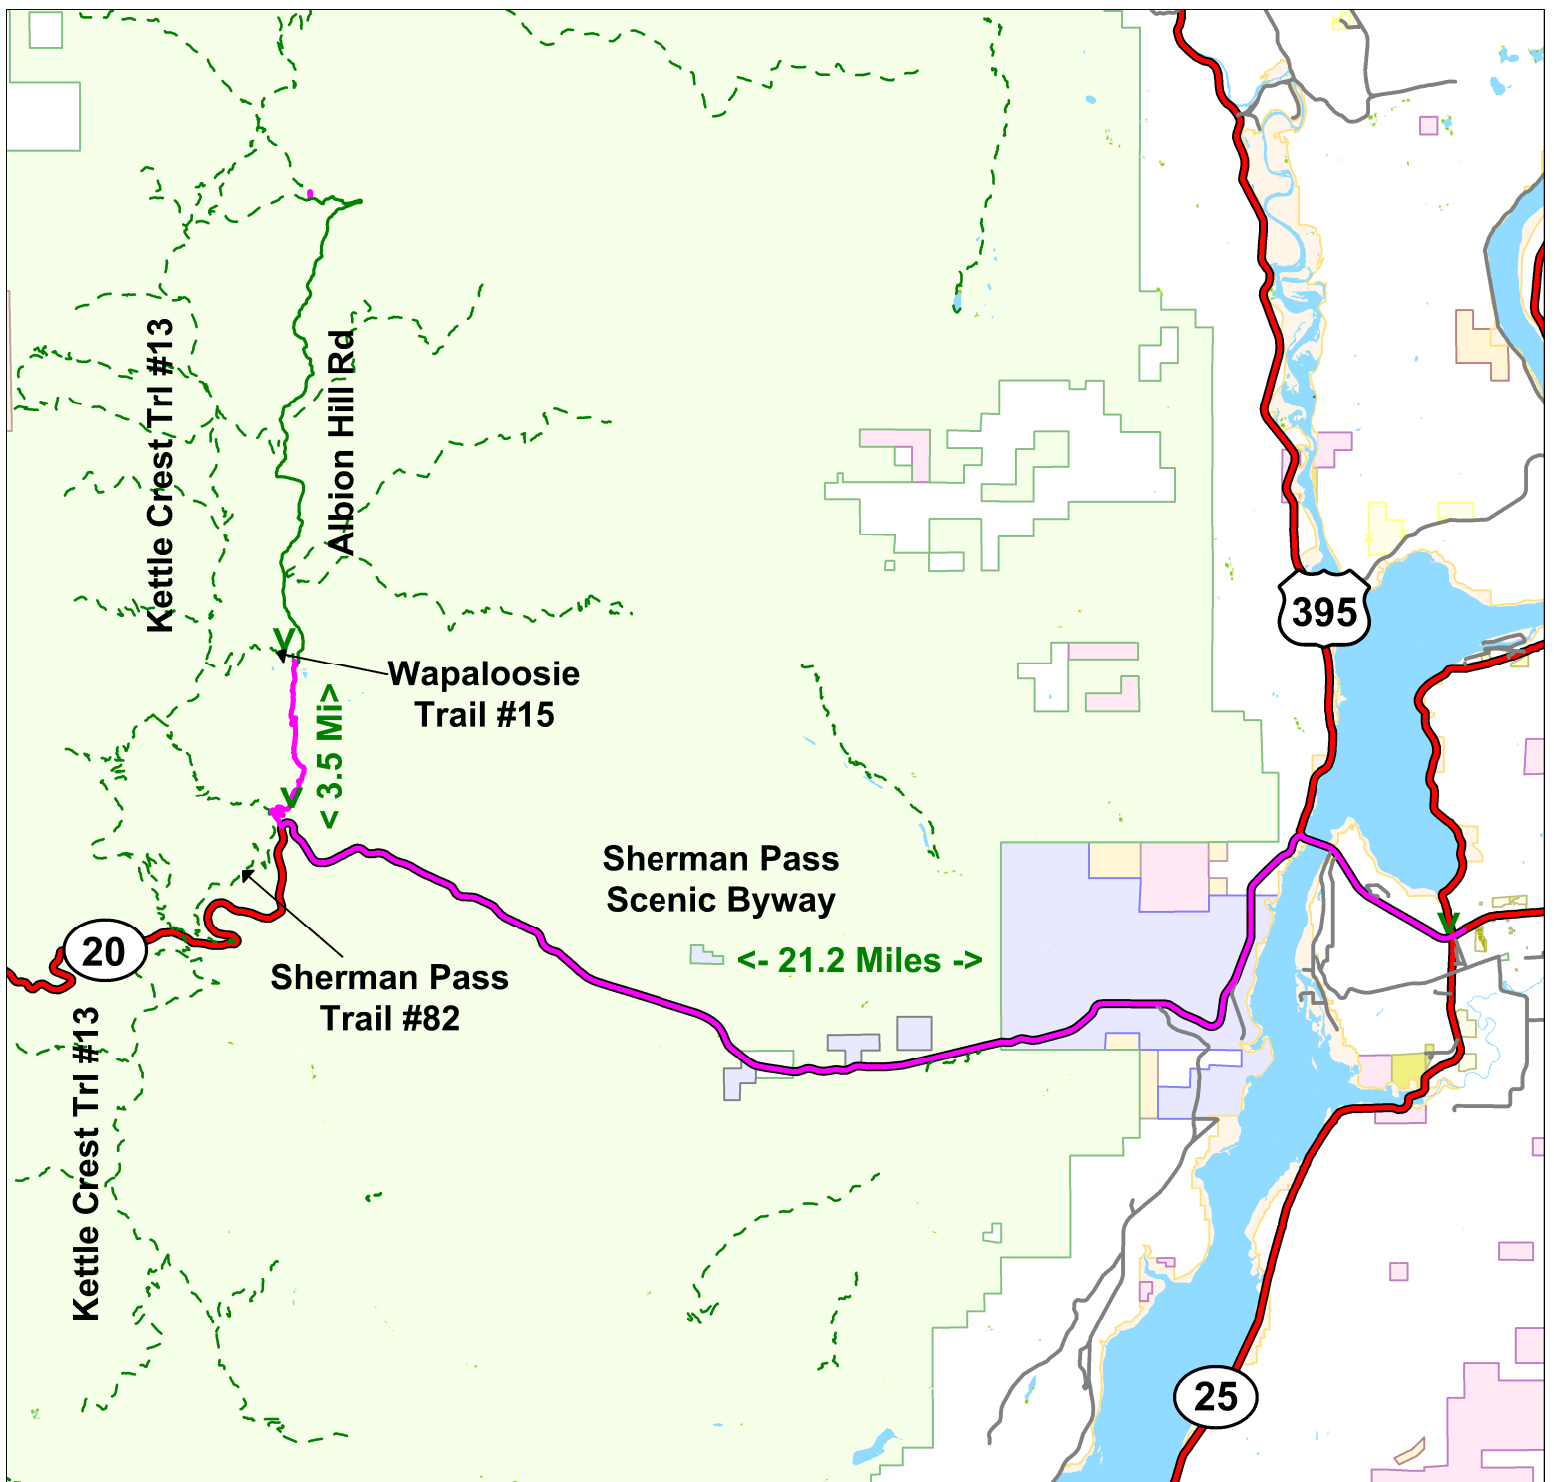 Kettle Crest Trl #13
Albion Hill Rd
395
V
Wapaloosie
Trail #15
< 3.5 Mi>
V
Sherman Pass
Scenic Byway
V
20
<- 21.2 Miles ->
Sherman Pass
Trail #82
Kettle Crest Trl #13
25